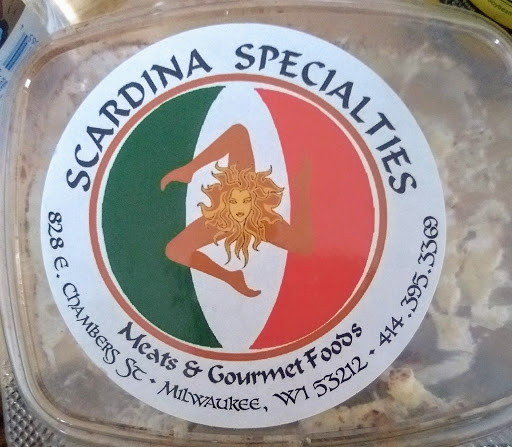 SCARDINA SPECIALTIES
Meats & Gourmet Foods
828 E. Chambers St • Milwaukee, WI 53212 • 414.395.3369